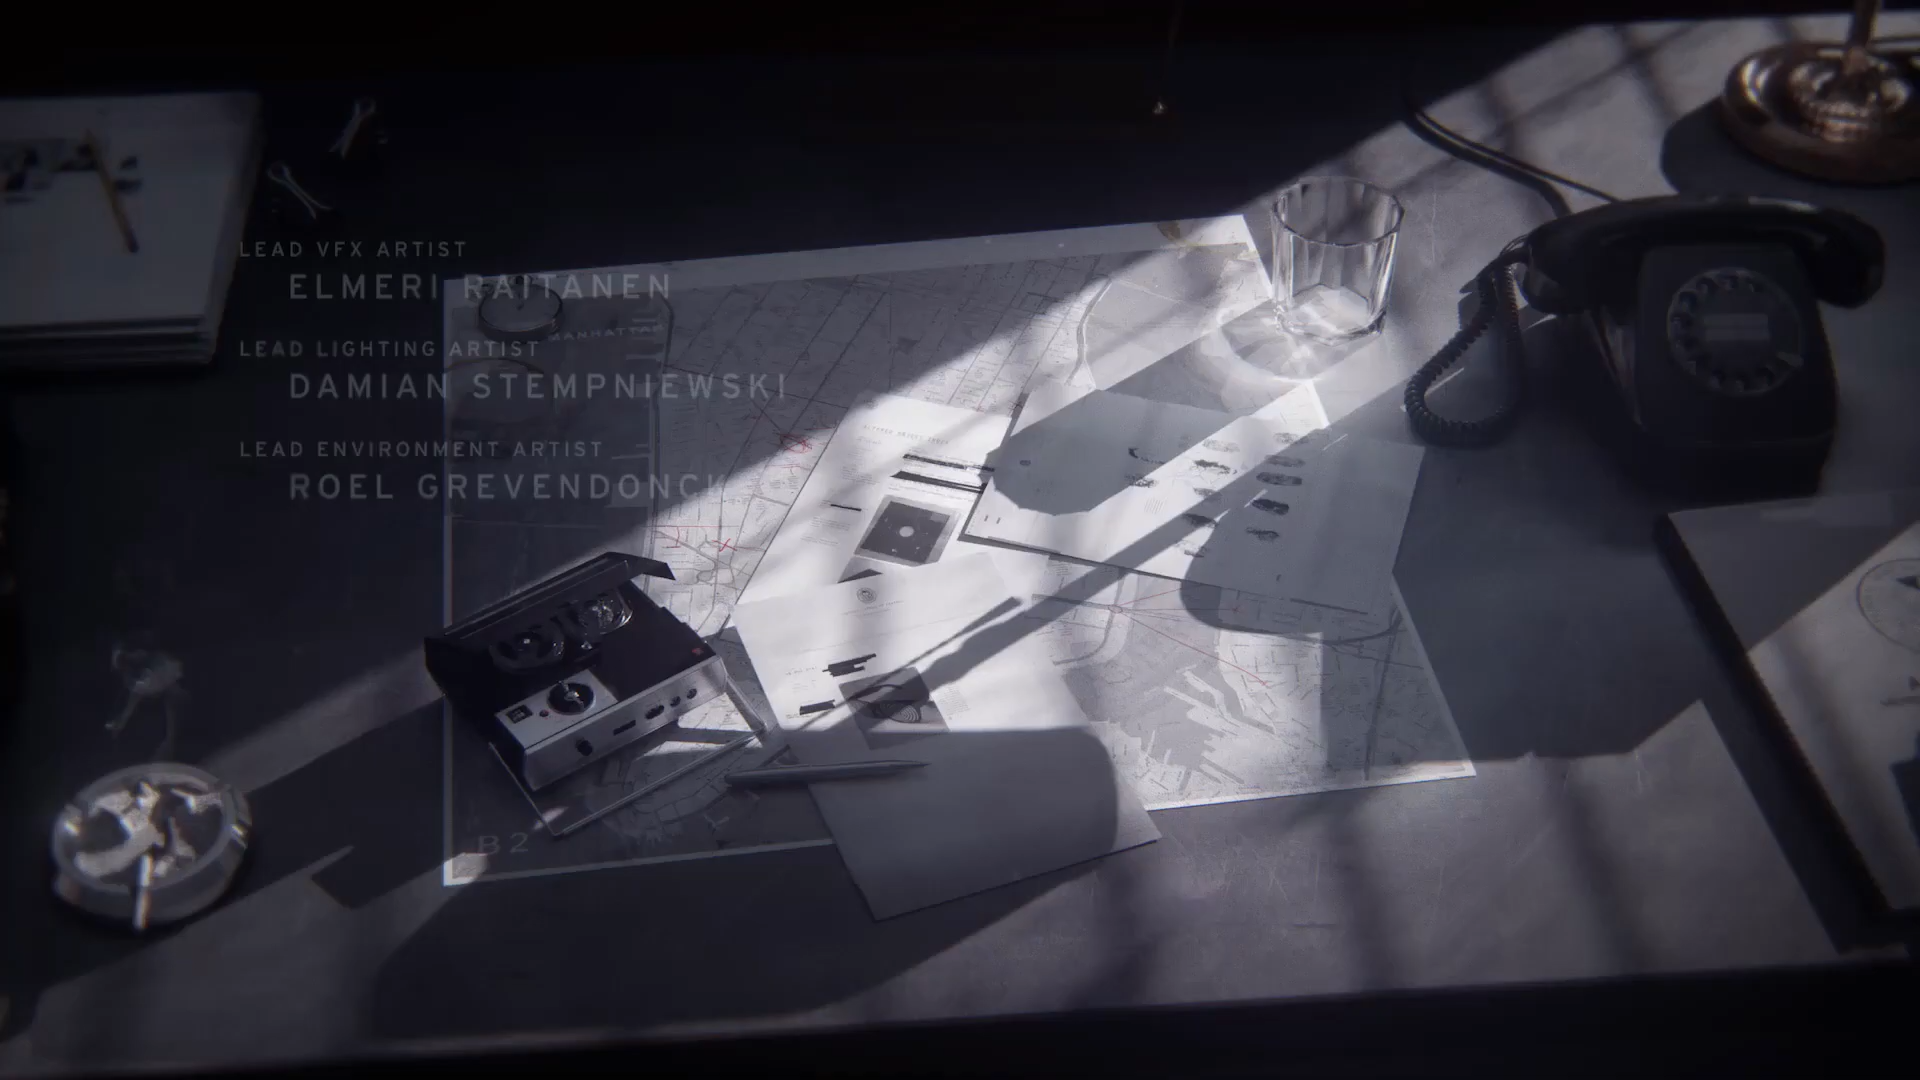 LEAD VFX ARTIST
ELMERI RAITANEN
LEAD LIGHTING ARTIST
DAMIAN STEMPNIEWSKI
LEAD ENVIRONMENT ARTIST
ROEL GREVENDONCK
MANHATTAN
B2